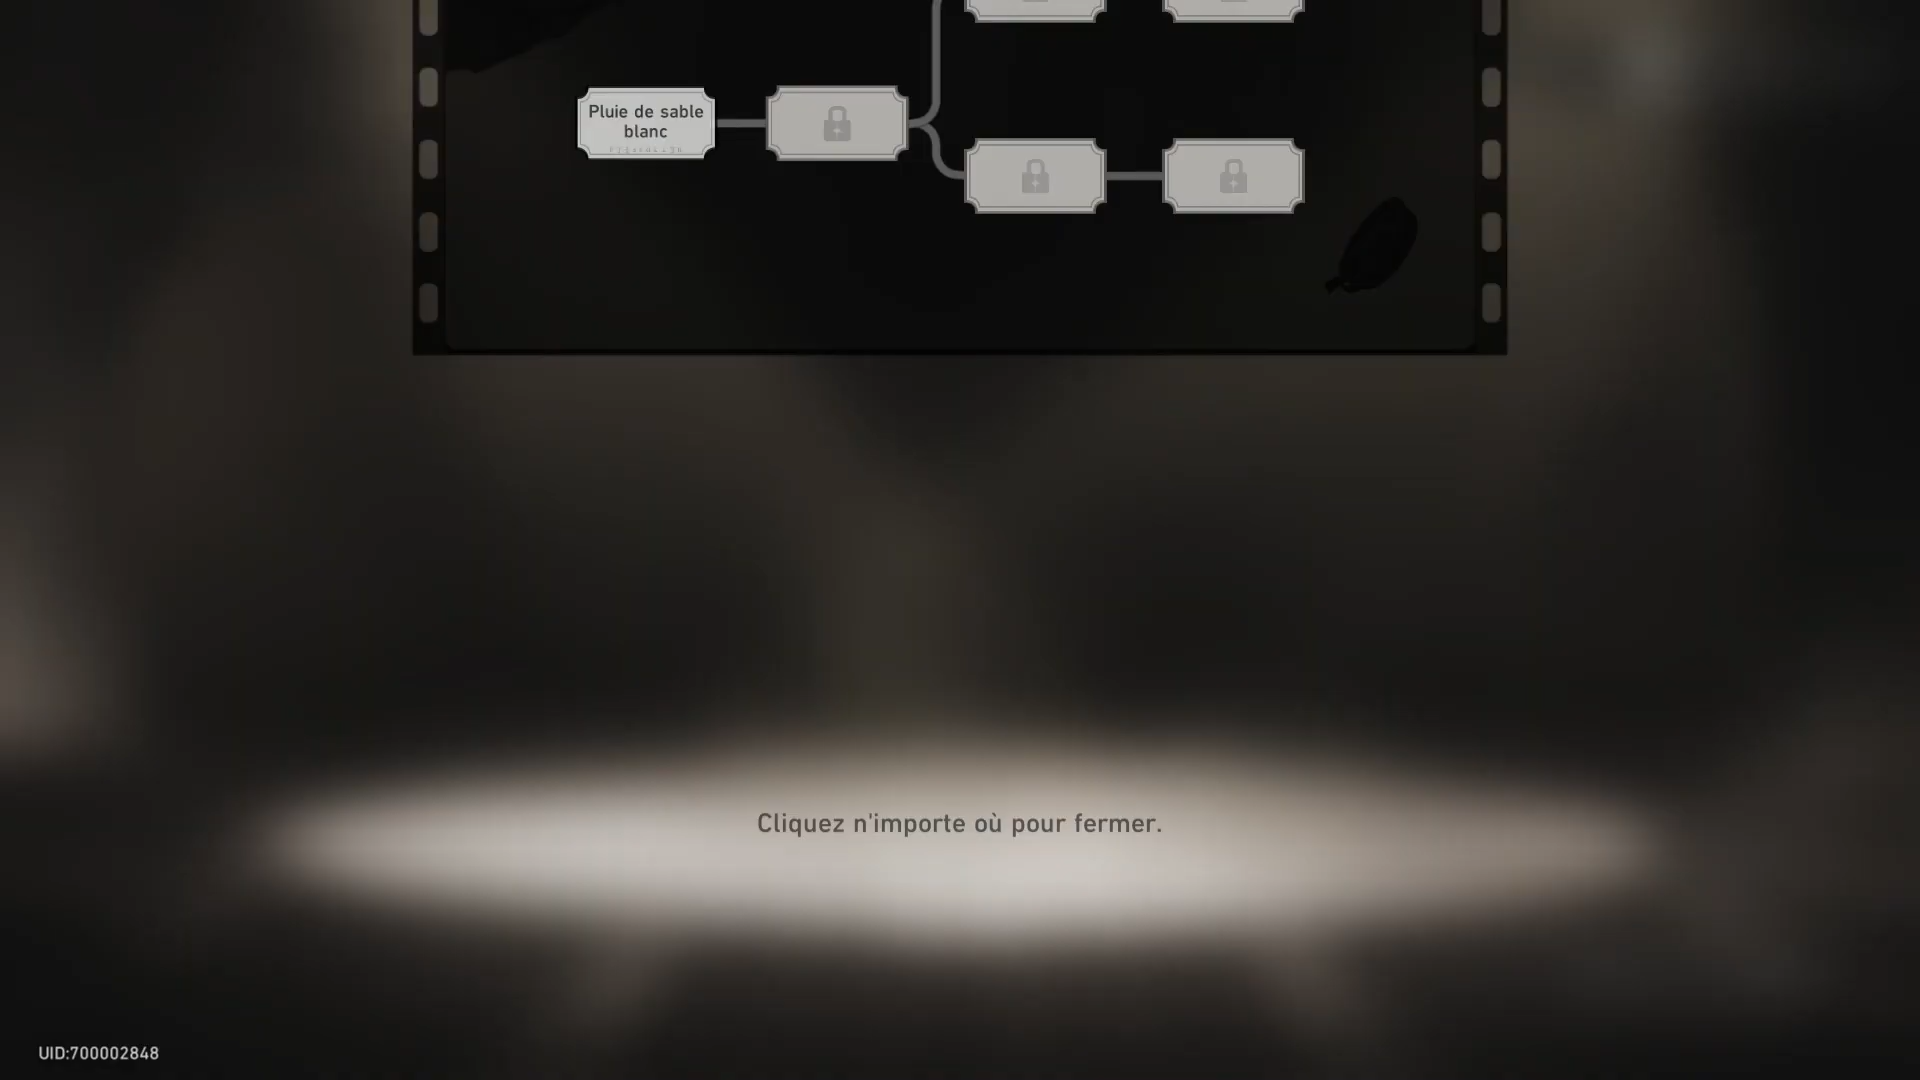 Pluie de sable
blanc
Cliquez n'importe où pour fermer.
UID:700002848